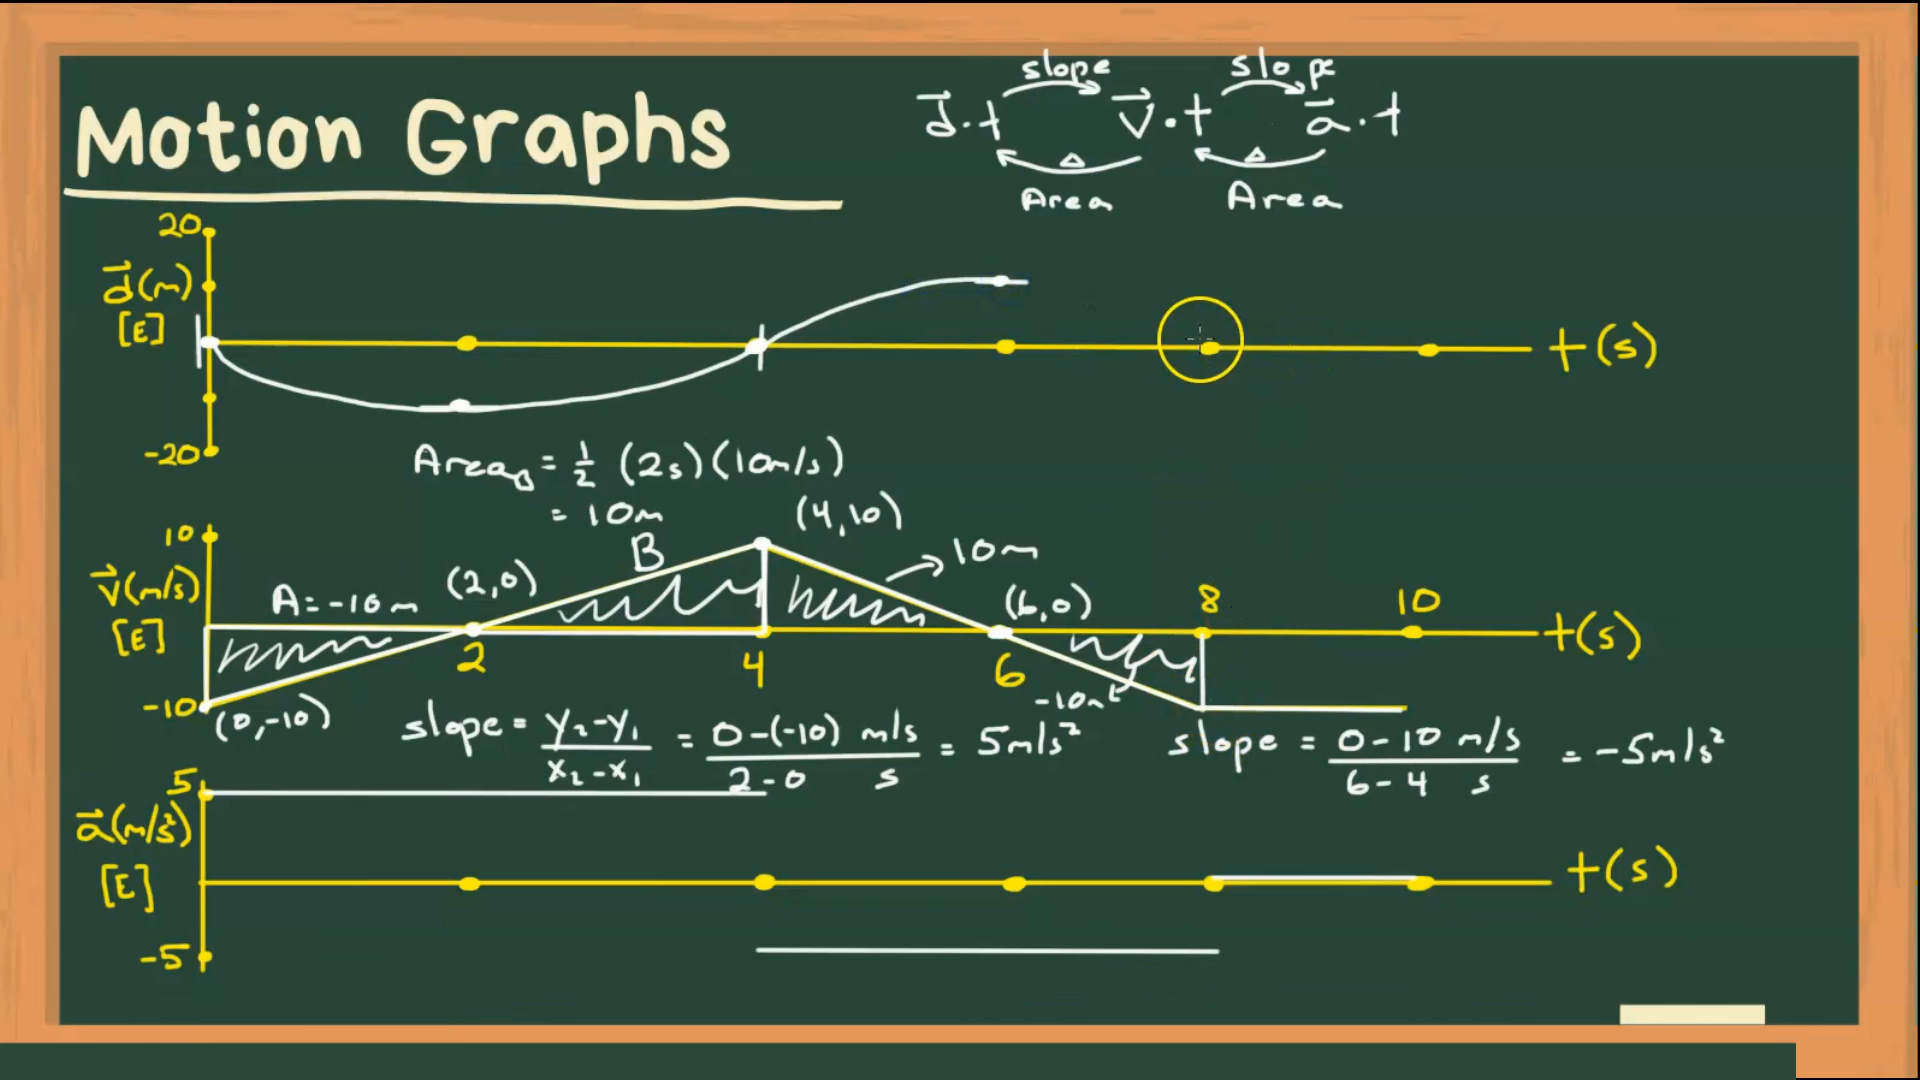 slope slope
d⃗·t v⃗·t a⃗·t
Motion Graphs
Δ Δ
Area Area
20
d⃗(m)
[E]
t(s)
-20
Area△ = 1/2 (2s)(10m/s)
= 10m
(4,10)
10
B
10m
v⃗(m/s)
A=-10m
(2,0)
(6,0)
8
10
[E]
t(s)
2
4
6
-10
(0,-10)
-10m
slope = y₂-y₁ / x₂-x₁ = 0-(-10) m/s / 2-0 s = 5m/s²
slope = 0-10 m/s / 6-4 s = -5m/s²
5
a⃗(m/s²)
[E]
t(s)
-5